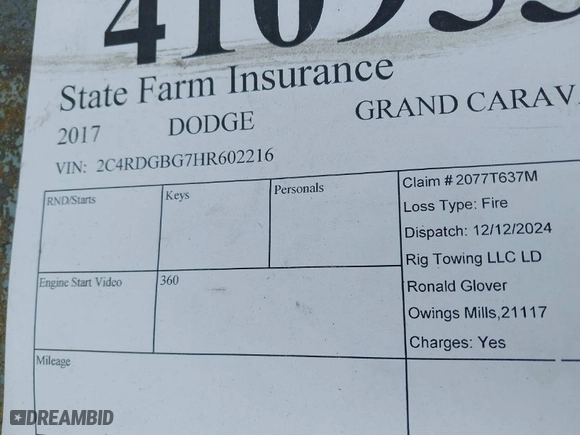 State Farm Insurance
2017 DODGE GRAND CARAV
VIN: 2C4RDGBG7HR602216
RND/Starts
Keys
Personals
Claim # 2077T637M
Loss Type: Fire
Dispatch: 12/12/2024
Rig Towing LLC LD
Ronald Glover
Owings Mills,21117
Charges: Yes
Engine Start Video
360
Mileage
DREAMBID